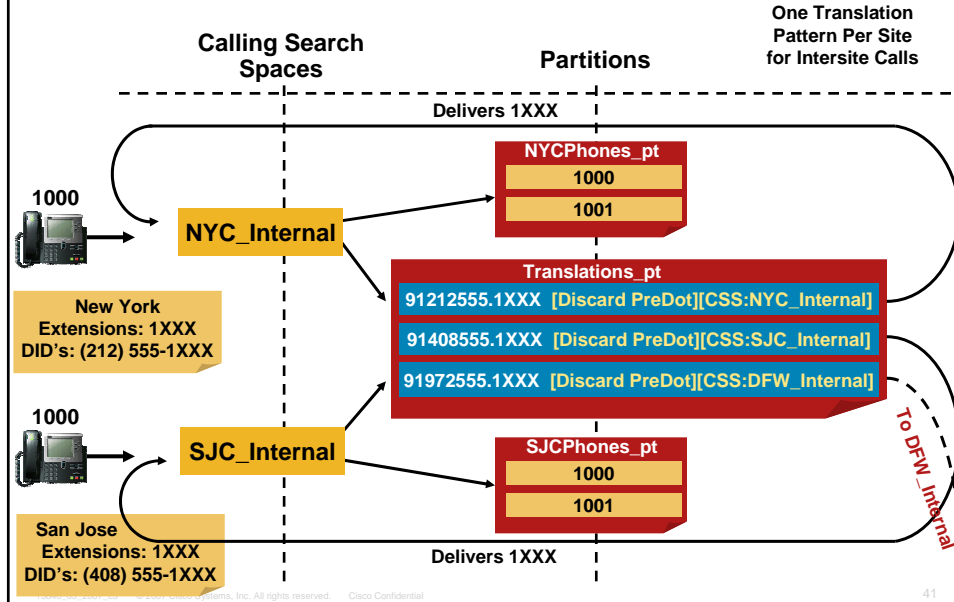 One Translation
Pattern Per Site
for Intersite Calls
Calling Search
Spaces
Partitions
Delivers 1XXX
NYCPhones_pt
1000
1001
1000
NYC_Internal
Translations_pt
91212555.1XXX [Discard PreDot][CSS:NYC_Internal]
91408555.1XXX [Discard PreDot][CSS:SJC_Internal]
91972555.1XXX [Discard PreDot][CSS:DFW_Internal]
New York
Extensions: 1XXX
DID's: (212) 555-1XXX
To DFW_Internal
1000
SJC_Internal
SJCPhones_pt
1000
1001
San Jose
Extensions: 1XXX
DID's: (408) 555-1XXX
Delivers 1XXX
Systems, Inc. All rights reserved. Cisco Confidential
41